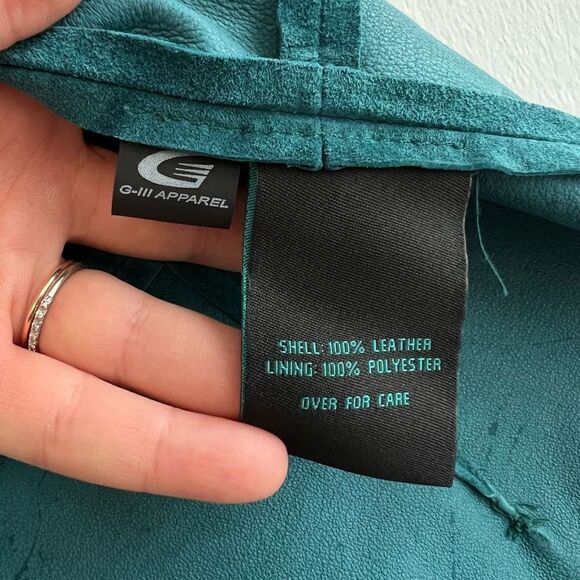 G-III APPAREL
SHELL: 100% LEATHER
LINING: 100% POLYESTER
OVER FOR CARE